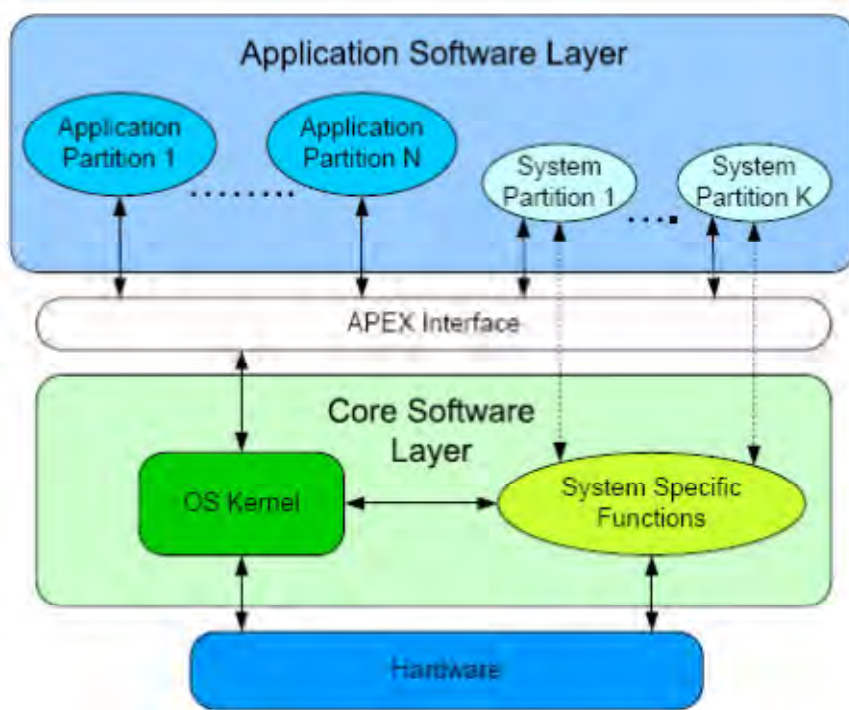 Application Software Layer
Application
Partition 1
Application
Partition N
System
Partition 1
System
Partition K
APEX Interface
Core Software
Layer
OS Kernel
System Specific
Functions
Hardware